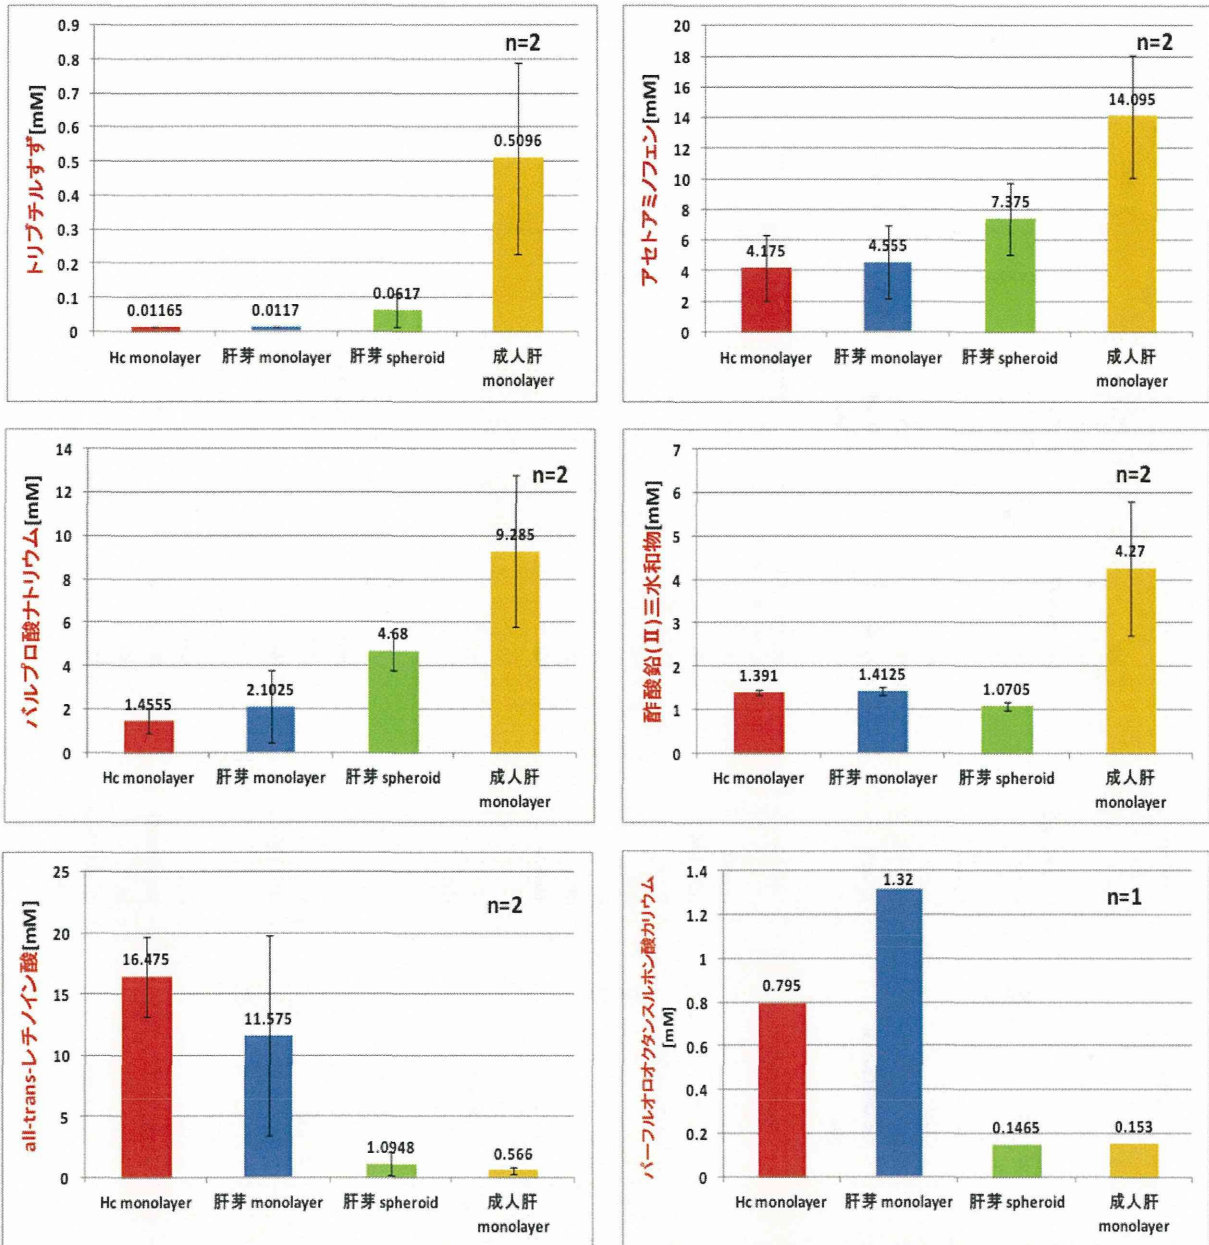 トリブチルすず[mM]
0.9
0.8
0.7
0.6
0.5
0.4
0.3
0.2
0.1
0
n=2
0.01165
0.0117
0.0617
0.5096
Hc monolayer
肝芽 monolayer
肝芽 spheroid
成人肝
monolayer
アセトアミノフェン[mM]
20
18
16
14
12
10
8
6
4
2
0
n=2
4.175
4.555
7.375
14.095
Hc monolayer
肝芽 monolayer
肝芽 spheroid
成人肝
monolayer
バルプロ酸ナトリウム[mM]
14
12
10
8
6
4
2
0
n=2
1.4555
2.1025
4.68
9.285
Hc monolayer
肝芽 monolayer
肝芽 spheroid
成人肝
monolayer
酢酸鉛(Ⅱ)三水和物[mM]
7
6
5
4
3
2
1
0
n=2
1.391
1.4125
1.0705
4.27
Hc monolayer
肝芽 monolayer
肝芽 spheroid
成人肝
monolayer
all-trans-レチノイン酸[mM]
25
20
15
10
5
0
n=2
16.475
11.575
1.0948
0.566
Hc monolayer
肝芽 monolayer
肝芽 spheroid
成人肝
monolayer
パーフルオロオクタンスルホン酸カリウム
[mM]
1.4
1.2
1
0.8
0.6
0.4
0.2
0
n=1
0.795
1.32
0.1465
0.153
Hc monolayer
肝芽 monolayer
肝芽 spheroid
成人肝
monolayer